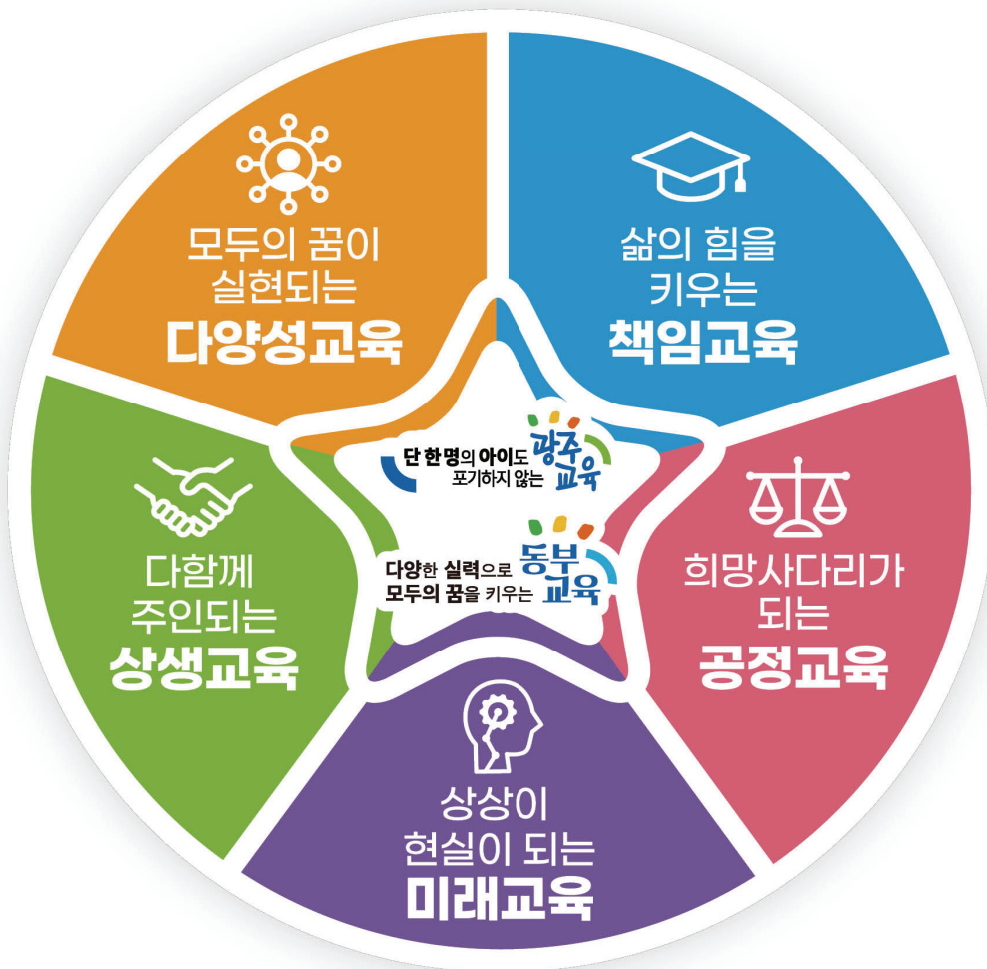 모두의 꿈이
실현되는
다양성교육
삶의 힘을
키우는
책임교육
단 한 명의 아이도
포기하지 않는
광주
교육
다양한 실력으로
모두의 꿈을 키우는
동부
교육
다함께
주인되는
상생교육
희망사다리가
되는
공정교육
상상이
현실이 되는
미래교육